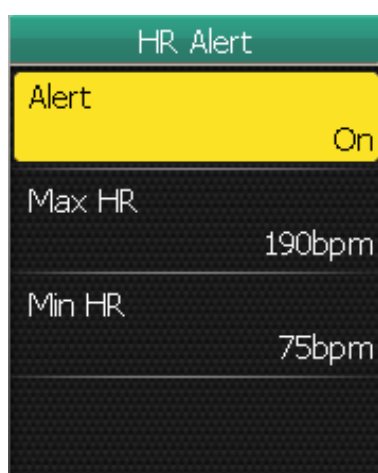 HR Alert
Alert
On
Max HR
190bpm
Min HR
75bpm